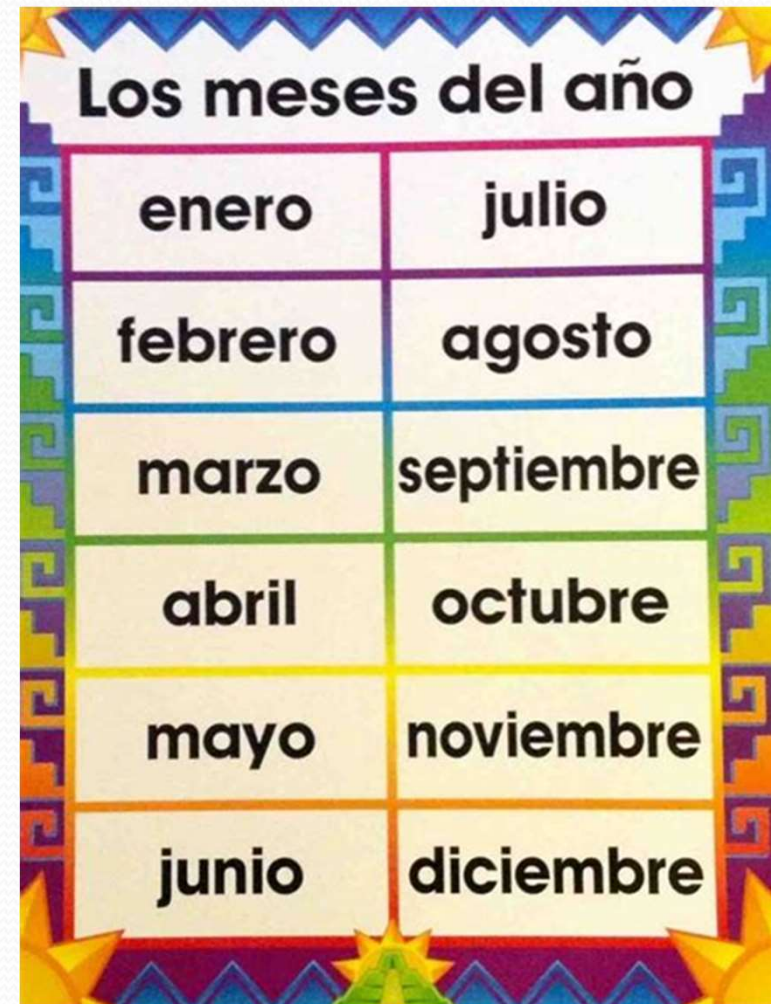 Los meses del año
enero julio
febrero agosto
marzo septiembre
abril octubre
mayo noviembre
junio diciembre